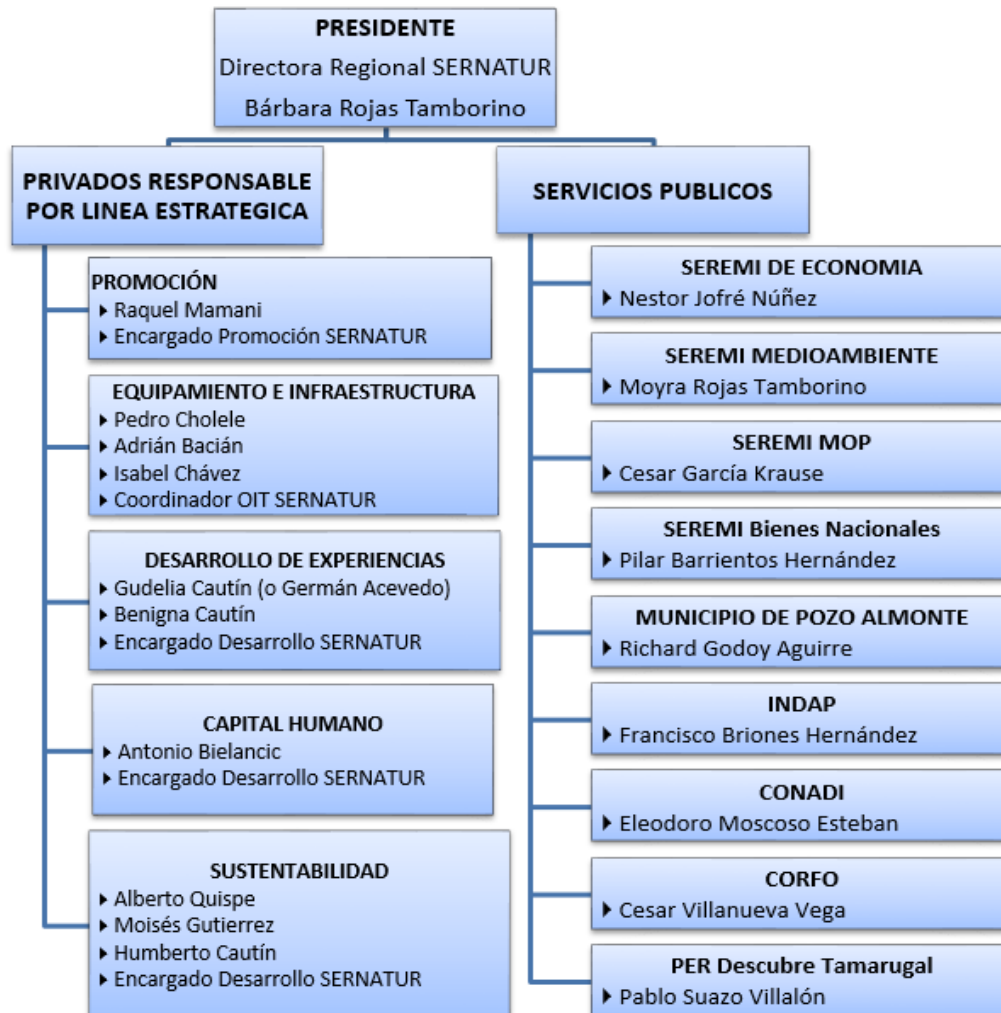 PRESIDENTE
Directora Regional SERNATUR
Bárbara Rojas Tamborino
PRIVADOS RESPONSABLE
POR LINEA ESTRATEGICA
PROMOCIÓN
Raquel Mamani
Encargado Promoción SERNATUR
EQUIPAMIENTO E INFRAESTRUCTURA
Pedro Cholele
Adrián Bacián
Isabel Chávez
Coordinador OIT SERNATUR
DESARROLLO DE EXPERIENCIAS
Gudelia Cautín (o Germán Acevedo)
Benigna Cautín
Encargado Desarrollo SERNATUR
CAPITAL HUMANO
Antonio Bielancic
Encargado Desarrollo SERNATUR
SUSTENTABILIDAD
Alberto Quispe
Moisés Gutierrez
Humberto Cautín
Encargado Desarrollo SERNATUR
SERVICIOS PUBLICOS
SEREMI DE ECONOMIA
Nestor Jofré Núñez
SEREMI MEDIOAMBIENTE
Moyra Rojas Tamborino
SEREMI MOP
Cesar García Krause
SEREMI Bienes Nacionales
Pilar Barrientos Hernández
MUNICIPIO DE POZO ALMONTE
Richard Godoy Aguirre
INDAP
Francisco Briones Hernández
CONADI
Eleodoro Moscoso Esteban
CORFO
Cesar Villanueva Vega
PER Descubre Tamarugal
Pablo Suazo Villalón